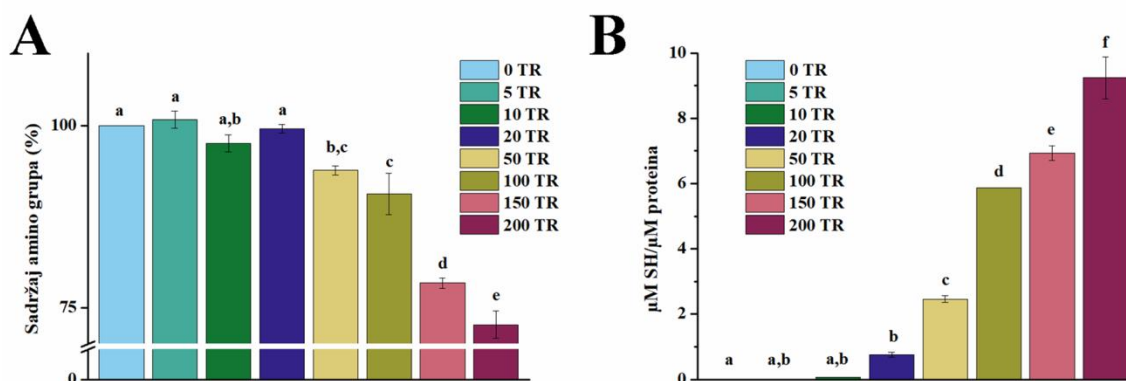 A
Sadržaj amino grupa (%)
100
75
0
a
a
a,b
a
b,c
c
d
e
0 TR
5 TR
10 TR
20 TR
50 TR
100 TR
150 TR
200 TR
B
µM SH/µM proteina
10
8
6
4
2
0
a
a,b
a,b
b
c
d
e
f
0 TR
5 TR
10 TR
20 TR
50 TR
100 TR
150 TR
200 TR